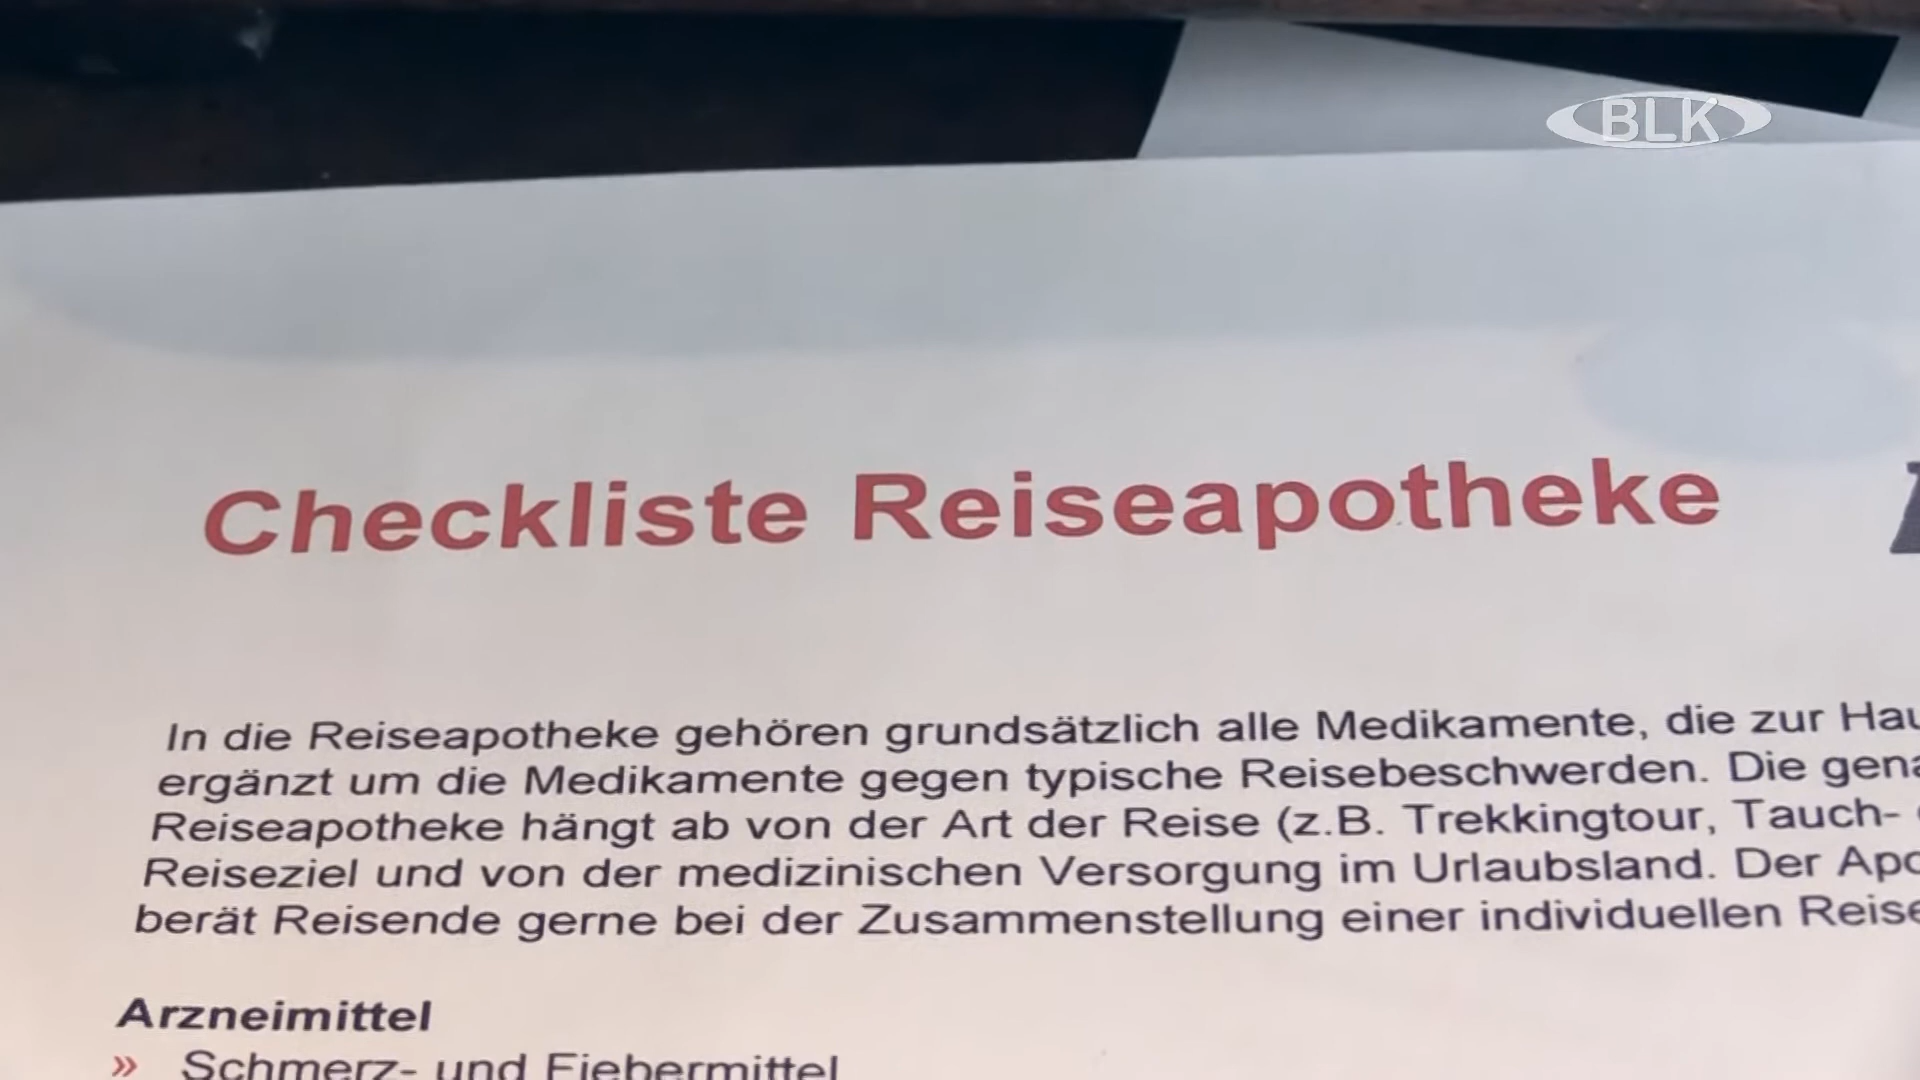 BLK
Checkliste Reiseapotheke
In die Reiseapotheke gehören grundsätzlich alle Medikamente, die zur
ergänzt um die Medikamente gegen typische Reisebeschwerden. Die
Reiseapotheke hängt ab von der Art der Reise (z.B. Trekkingtour, Tauch-
Reiseziel und von der medizinischen Versorgung im Urlaubsland. Der
berät Reisende gerne bei der Zusammenstellung einer individuellen
Arzneimittel
» Schmerz- und Fiebermittel